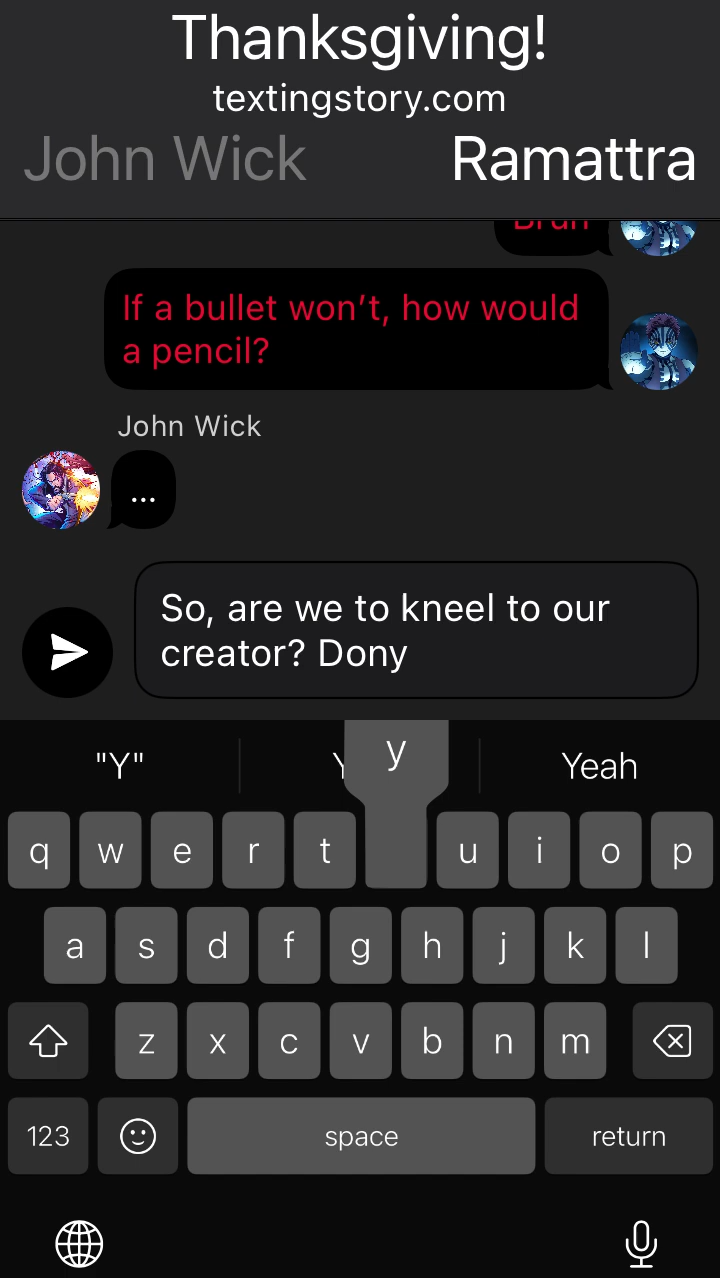 Thanksgiving!
textingstory.com
John Wick
Ramattra
If a bullet won't, how would
a pencil?
John Wick
...
So, are we to kneel to our
creator? Dony
"Y"
y
Yeah
q w e r t u i o p
a s d f g h j k l
z x c v b n m
123
space
return